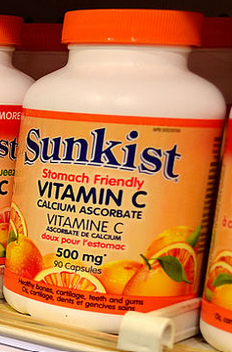 MORE
Sunkist
Stomach Friendly
VITAMIN C
CALCIUM ASCORBATE
VITAMINE C
ASCORBATE DE CALCIUM
doux pour l'estomac
500 mg*
90 Capsules
Healthy bones, cartilage, teeth and gums
Os, cartilage, dents et gencives sains